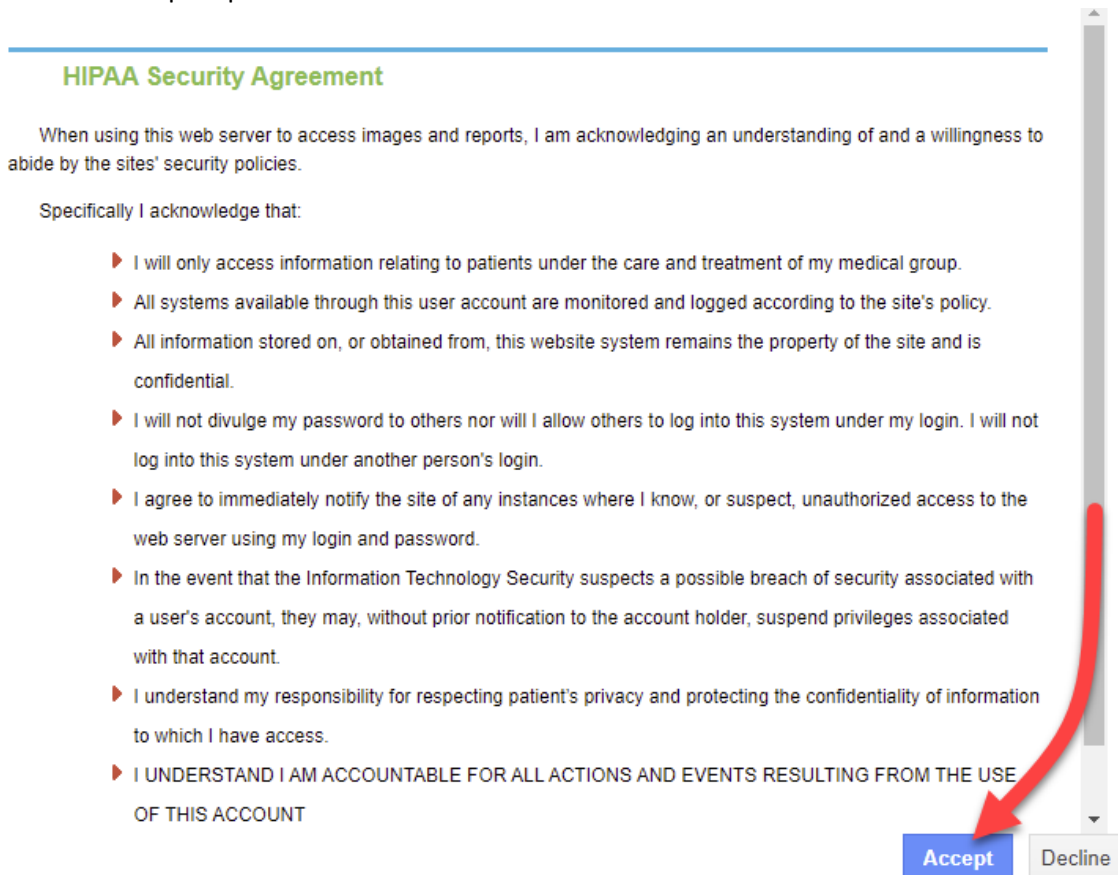 HIPAA Security Agreement
When using this web server to access images and reports, I am acknowledging an understanding of and a willingness to
abide by the sites' security policies.
Specifically I acknowledge that:
I will only access information relating to patients under the care and treatment of my medical group.
All systems available through this user account are monitored and logged according to the site's policy.
All information stored on, or obtained from, this website system remains the property of the site and is
confidential.
I will not divulge my password to others nor will I allow others to log into this system under my login. I will not
log into this system under another person's login.
I agree to immediately notify the site of any instances where I know, or suspect, unauthorized access to the
web server using my login and password.
In the event that the Information Technology Security suspects a possible breach of security associated with
a user's account, they may, without prior notification to the account holder, suspend privileges associated
with that account.
I understand my responsibility for respecting patient's privacy and protecting the confidentiality of information
to which I have access.
I UNDERSTAND I AM ACCOUNTABLE FOR ALL ACTIONS AND EVENTS RESULTING FROM THE USE
OF THIS ACCOUNT
Accept Decline